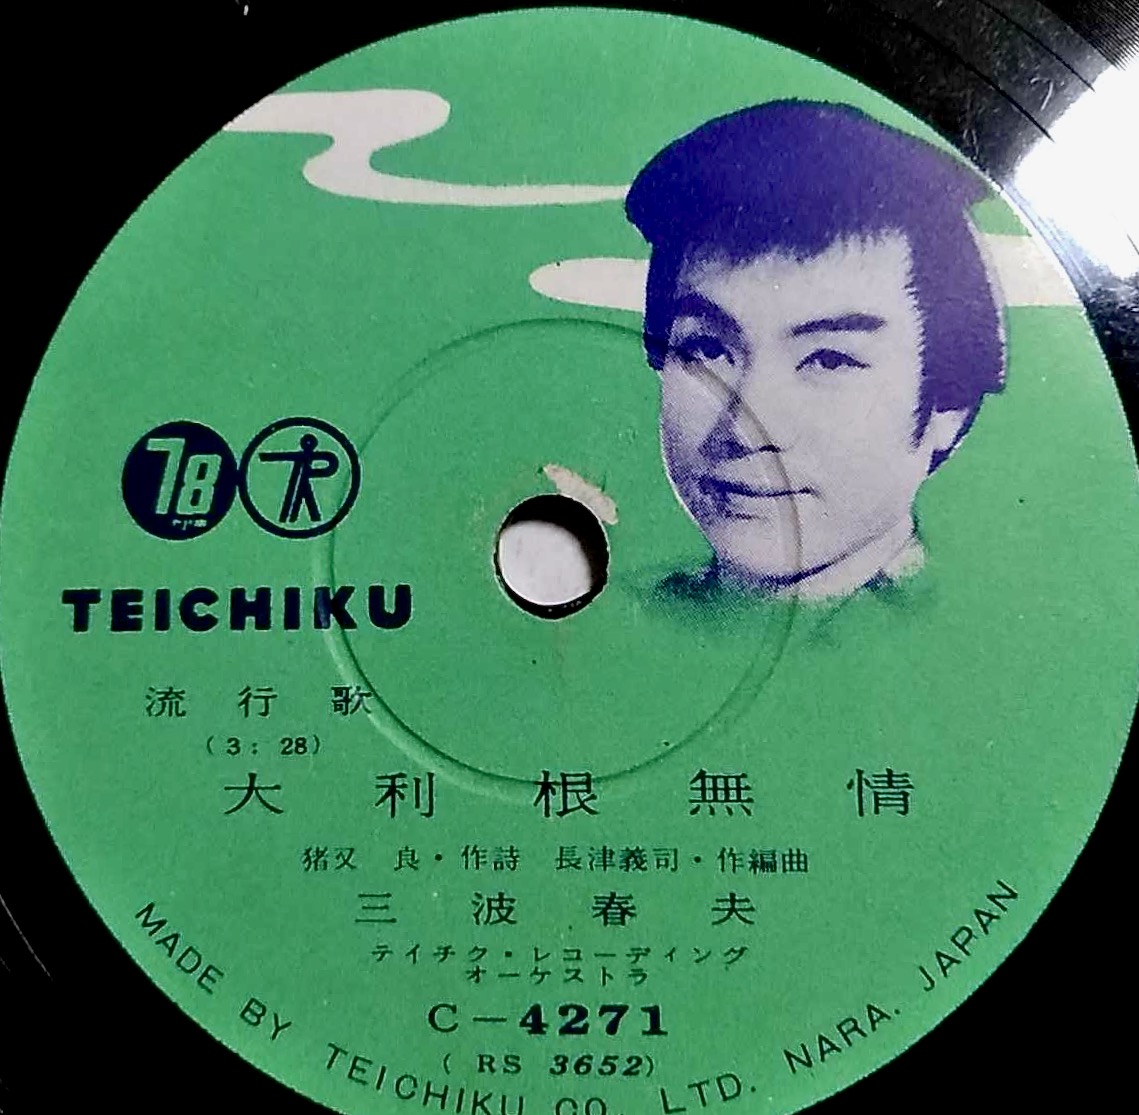 78
rpm
TEICHIKU
流行歌
(3:28)
大利根無情
猪又 良・作詩 長津義司・作編曲
三波春夫
テイチク・レコーディング
オーケストラ
C-4271
(RS 3652)
MADE BY TEICHIKU CO., LTD. NARA. JAPAN